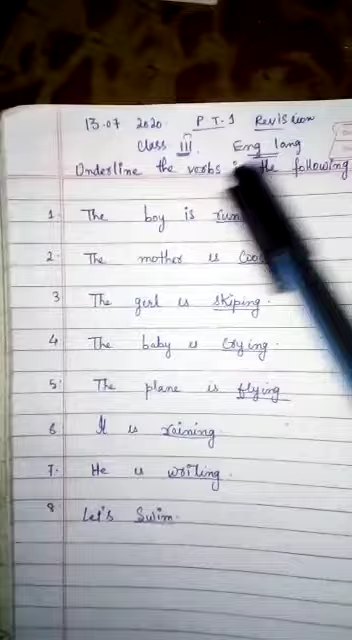 13.07 2020. P T.1 Revision
Class III. Eng lang
Underline the verbs the following
1. The boy is
2. The mother is
3 The girl is skiping.
4 The baby is crying.
5. The plane is flying
6. It is raining.
7. He is writing.
8 Let's Swim.